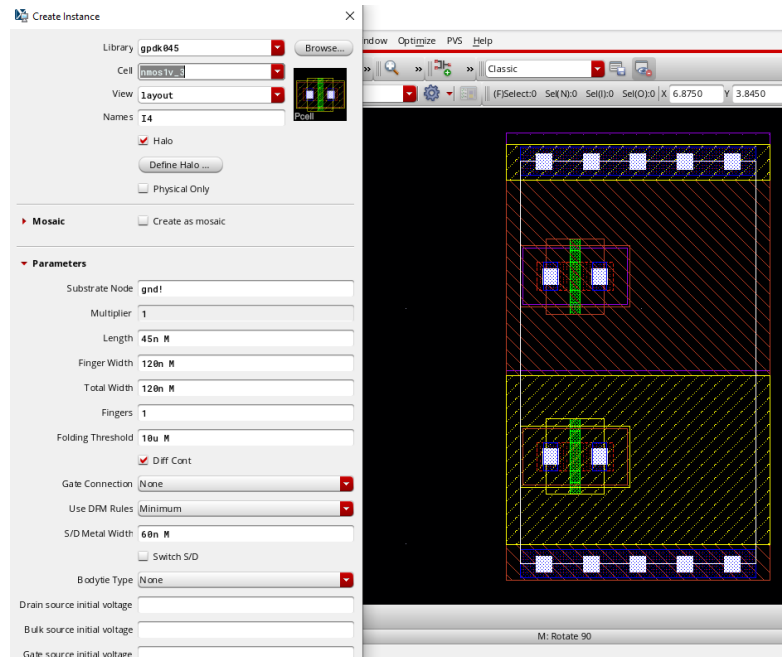 Create Instance
Library gpdk045 Browse...
Cell nmos1v_3
View layout
Names I4
Pcell
Halo
Define Halo ...
Physical Only
Mosaic Create as mosaic
Parameters
Substrate Node gnd!
Multiplier 1
Length 45n M
Finger Width 120n M
Total Width 120n M
Fingers 1
Folding Threshold 10u M
Diff Cont
Gate Connection None
Use DFM Rules Minimum
S/D Metal Width 60n M
Switch S/D
Bodytie Type None
Drain source initial voltage
Bulk source initial voltage
Gate source initial voltage
ndow Optimize PVS Help
» » » Classic
(F)Select:0 Sel(N):0 Sel(I):0 Sel(O):0 X 6.8750 Y 3.8450
M: Rotate 90